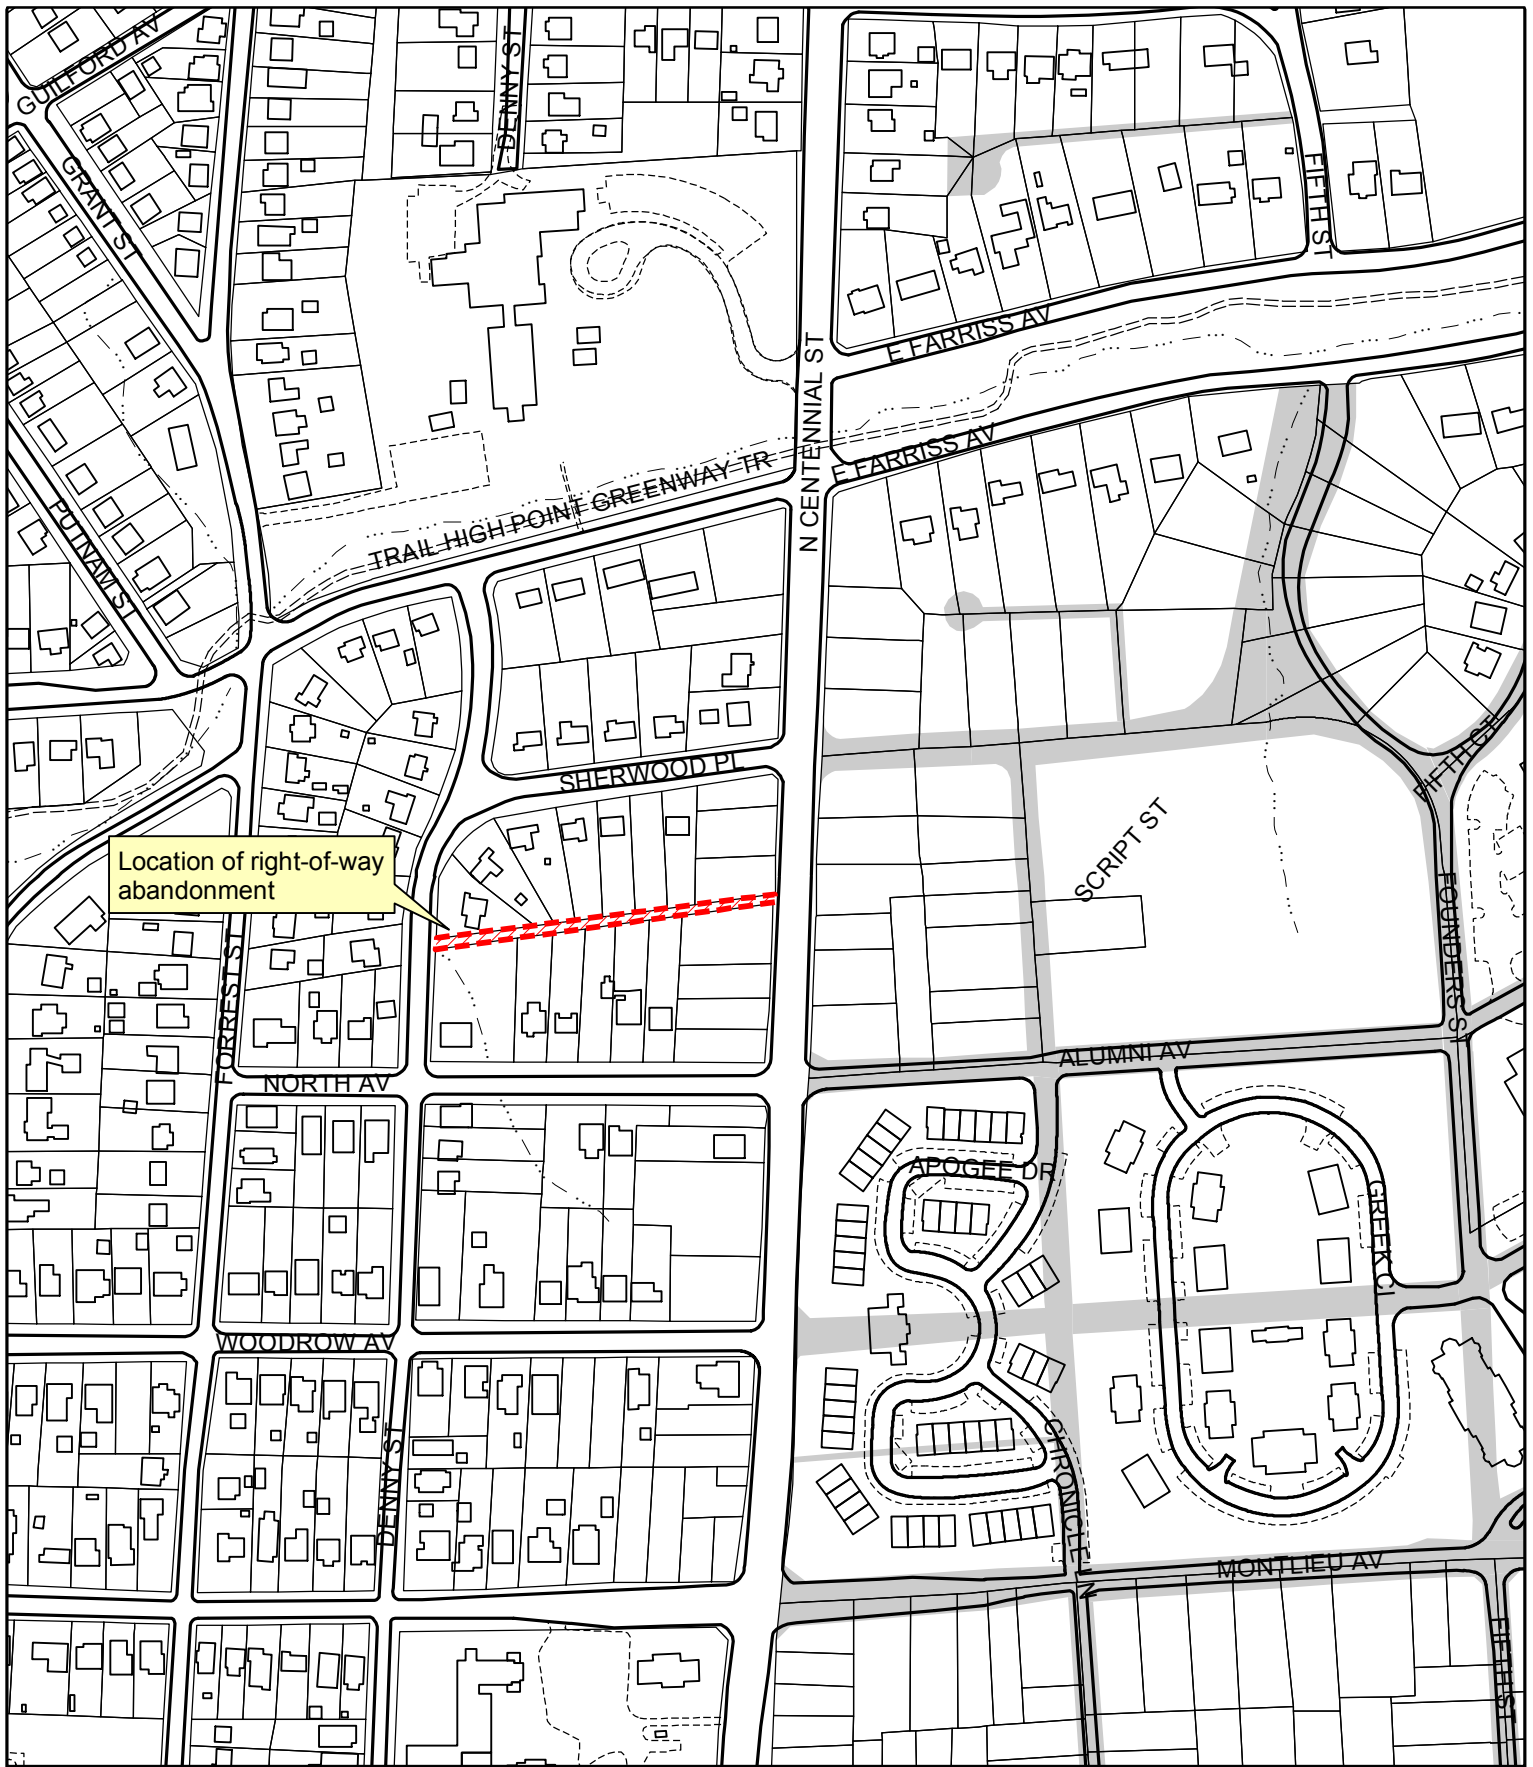 GUILFORD AV
DENNY ST
GRANT ST
FIFTH ST
E FARRISS AV
N CENTENNIAL ST
E FARRISS AV
TRAIL HIGH POINT GREENWAY TR
PUTNAM ST
SHERWOOD PL
FIFTH CT
SCRIPT ST
Location of right-of-way
abandonment
FOUNDERS ST
FORREST ST
NORTH AV
ALUMNI AV
APOGEE DR
GREEK CI
WOODROW AV
DENNY ST
CHRONICLE LN
MONTLIEU AV
FIFTH ST